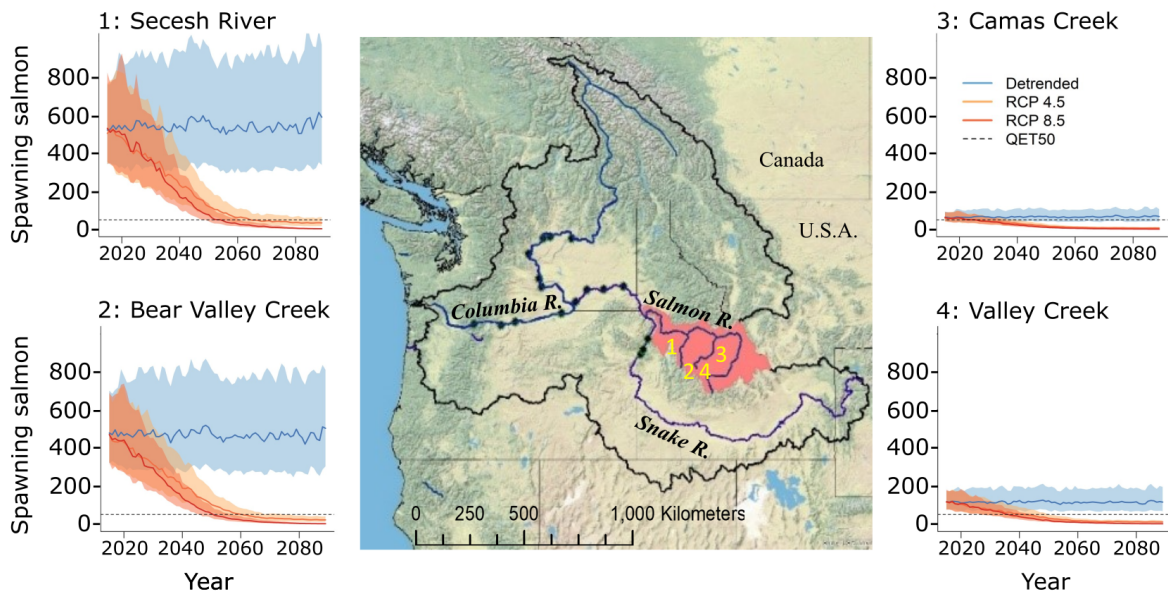 1: Secesh River
Spawning salmon
800
600
400
200
0
2020
2040
2060
2080
2: Bear Valley Creek
Spawning salmon
800
600
400
200
0
2020
2040
2060
2080
Year
Canada
U.S.A.
Columbia R.
Salmon R.
Snake R.
1
2
3
4
0
250
500
1,000 Kilometers
3: Camas Creek
800
600
400
200
0
2020
2040
2060
2080
Detrended
RCP 4.5
RCP 8.5
QET50
4: Valley Creek
800
600
400
200
0
2020
2040
2060
2080
Year